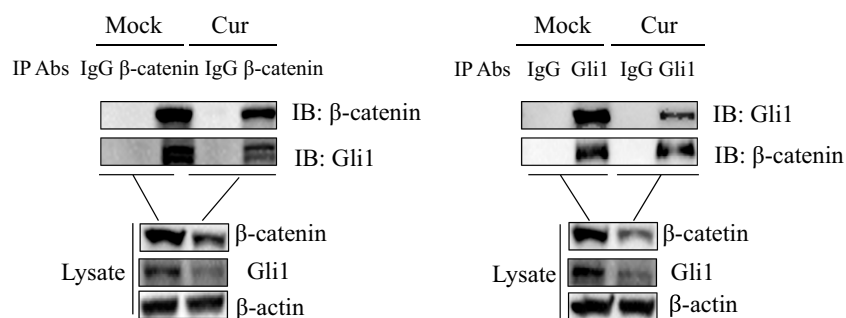 Mock Cur
IP Abs IgG β-catenin IgG β-catenin
IB: β-catenin
IB: Gli1
β-catenin
Lysate
Gli1
β-actin
Mock Cur
IP Abs IgG Gli1 IgG Gli1
IB: Gli1
IB: β-catenin
β-catetin
Lysate
Gli1
β-actin